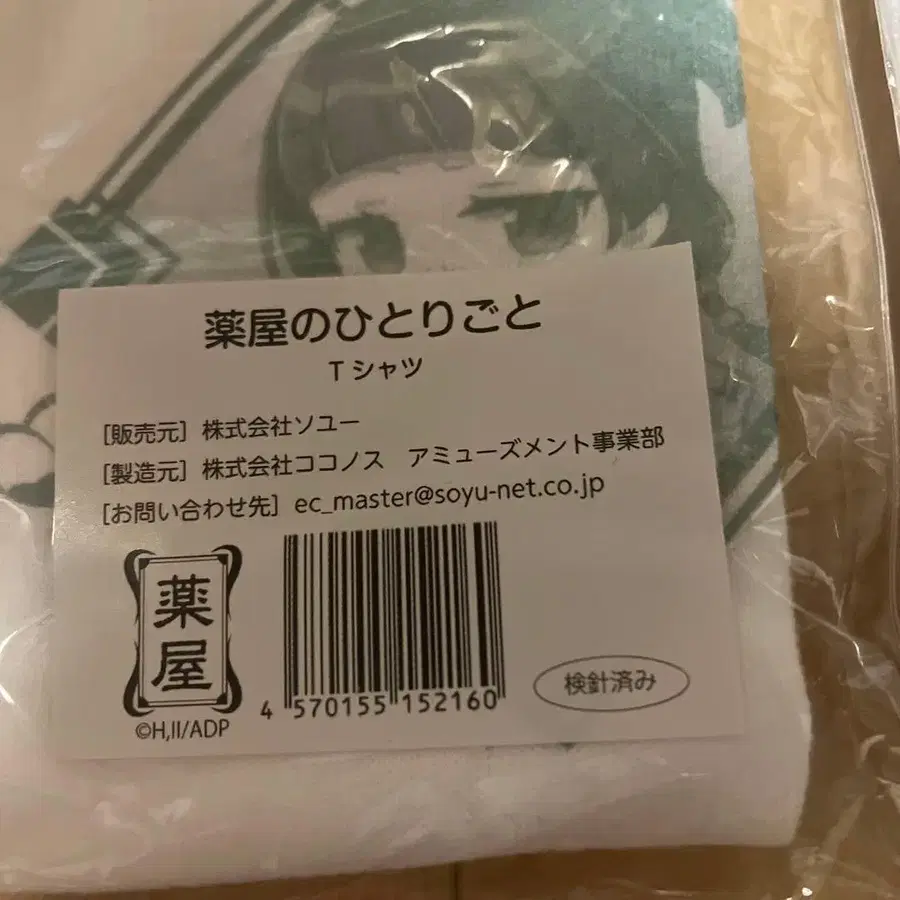 薬屋のひとりごと
Tシャツ
[販売元] 株式会社ソユー
[製造元] 株式会社ココノス アミューズメント事業部
[お問い合わせ先] ec_master@soyu-net.co.jp
薬屋
©H,II/ADP
4 570155 152160
検針済み